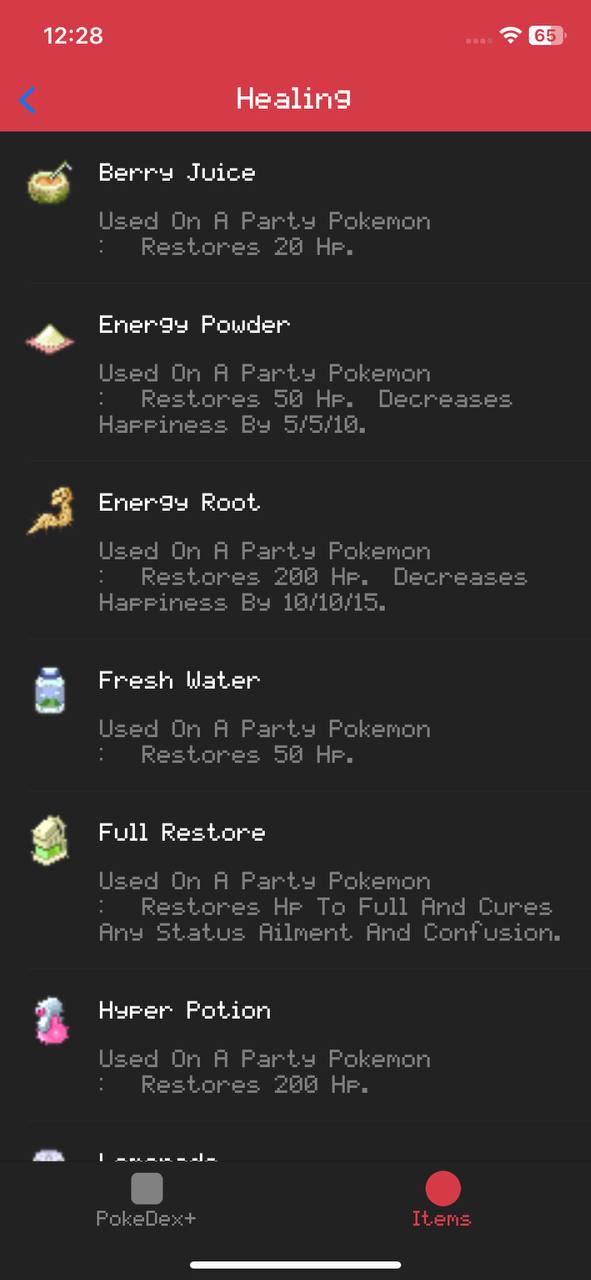 12:28
65
Healing
Berry Juice
Used On A Party Pokemon
:  Restores 20 Hp.
Energy Powder
Used On A Party Pokemon
:  Restores 50 Hp.  Decreases
Happiness By 5/5/10.
Energy Root
Used On A Party Pokemon
:  Restores 200 Hp.  Decreases
Happiness By 10/10/15.
Fresh Water
Used On A Party Pokemon
:  Restores 50 Hp.
Full Restore
Used On A Party Pokemon
:  Restores Hp To Full And Cures
Any Status Ailment And Confusion.
Hyper Potion
Used On A Party Pokemon
:  Restores 200 Hp.
Lemonade
PokeDex+
Items